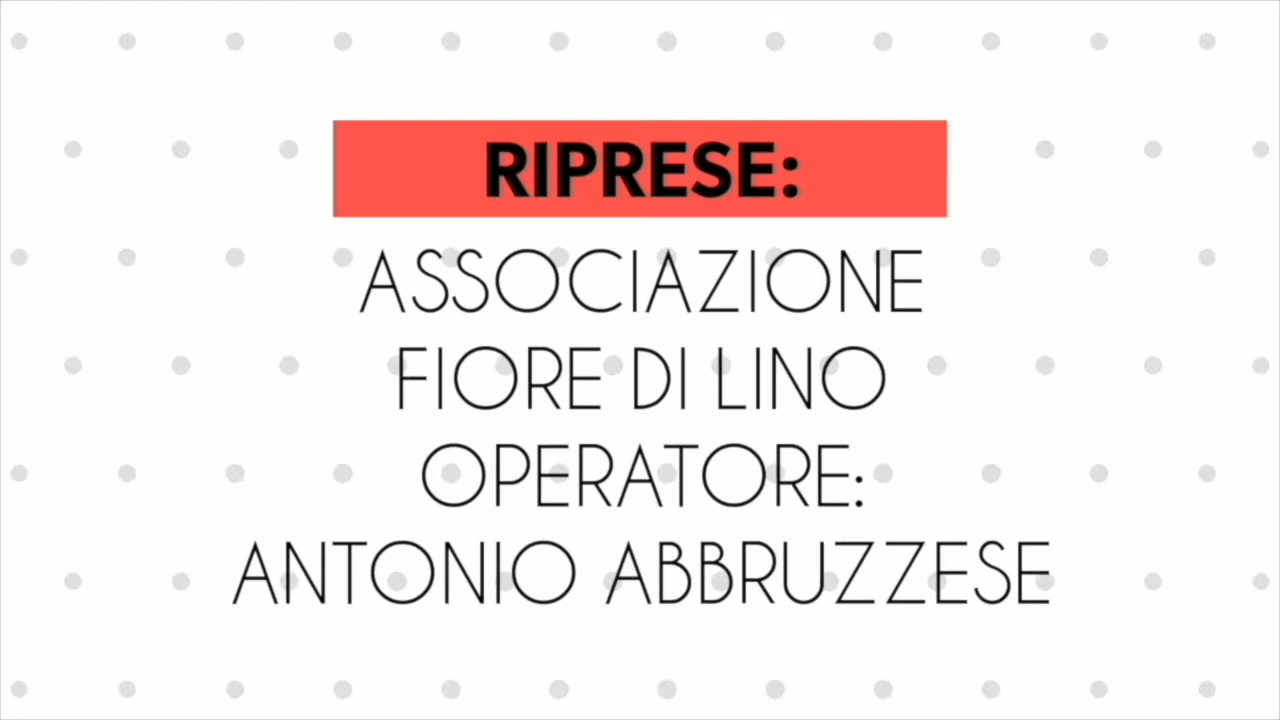 RIPRESE:
ASSOCIAZIONE
FIORE DI LINO
OPERATORE:
ANTONIO ABBRUZZESE